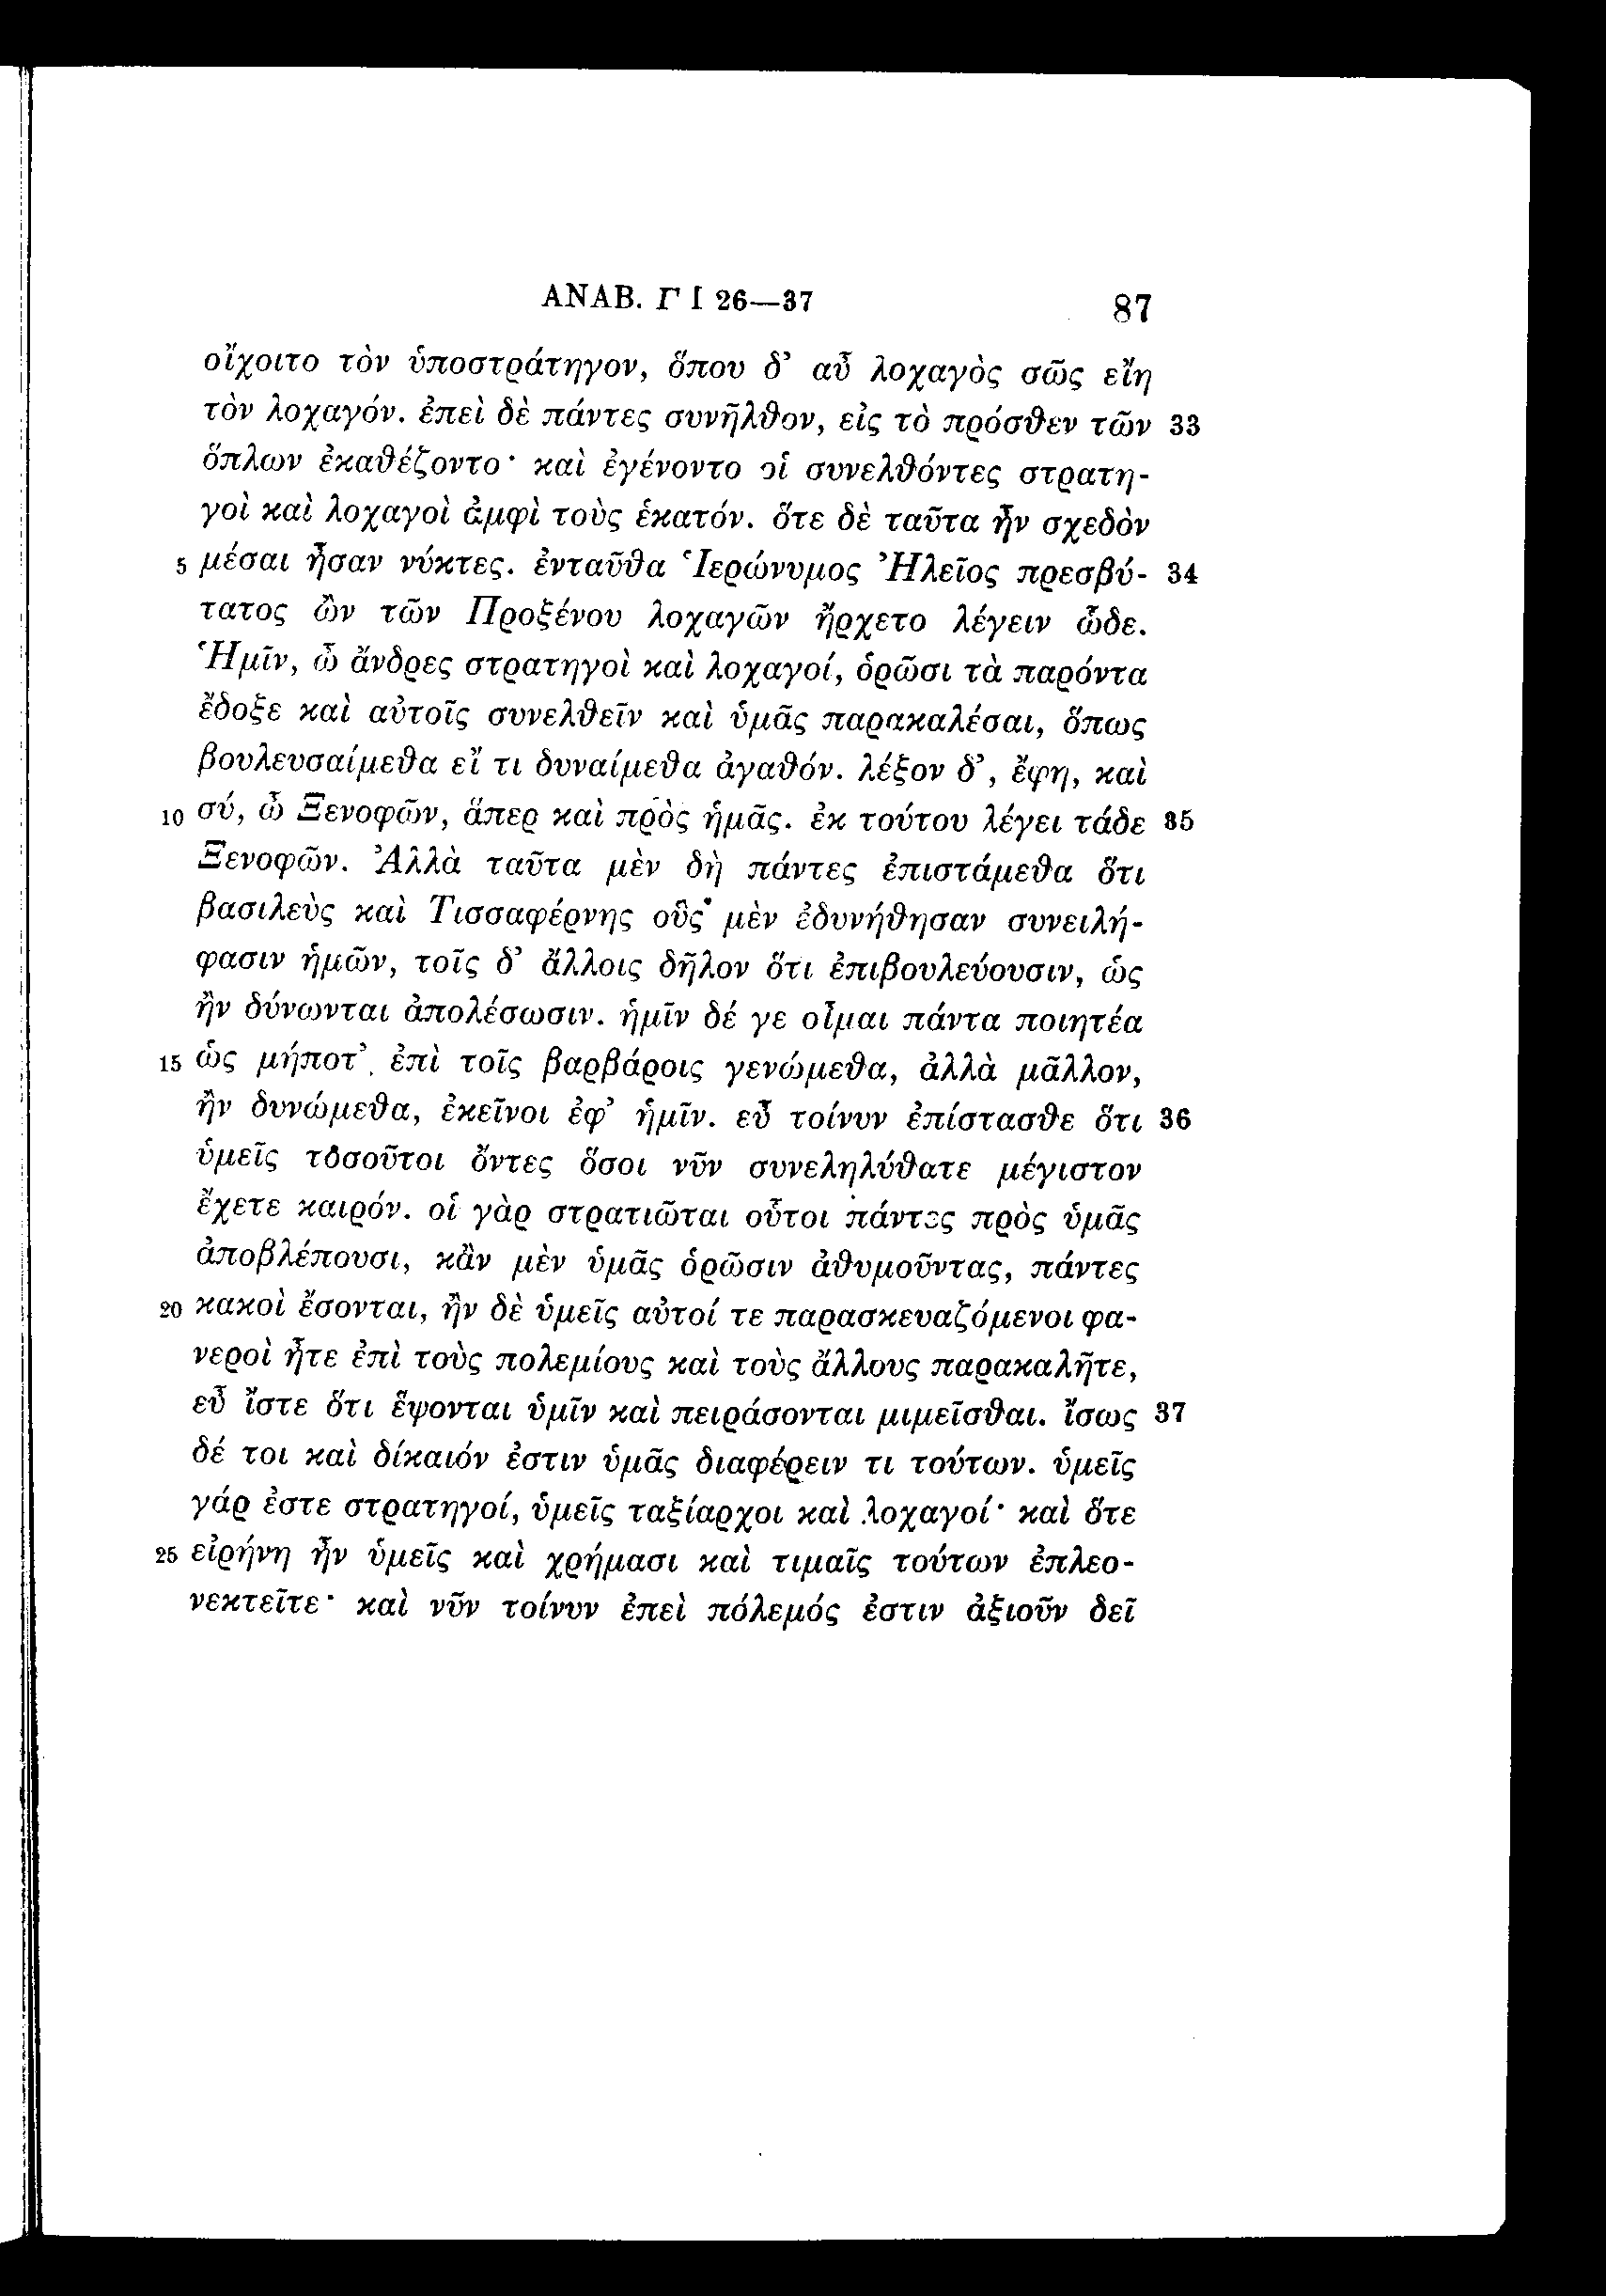 ΑΝΑΒ. Γ I 26—37 87
οἴχοιτο τὸν ὑποστράτηγον, ὅπου δ’ αὖ λοχαγὸς σῶς εἴη
τὸν λοχαγόν. ἐπεὶ δὲ πάντες συνῆλθον, εἰς τὸ πρόσθεν τῶν 33
ὅπλων ἐκαθέζοντο· καὶ ἐγένοντο οἱ συνελθόντες στρατη-
γοὶ καὶ λοχαγοὶ ἀμφὶ τοὺς ἑκατόν. ὅτε δὲ ταῦτα ἦν σχεδὸν
5 μέσαι ἦσαν νύκτες. ἐνταῦθα Ἱερώνυμος Ἠλεῖος πρεσβύ- 34
τατος ὢν τῶν Προξένου λοχαγῶν ἤρχετο λέγειν ὧδε.
Ἡμῖν, ὦ ἄνδρες στρατηγοὶ καὶ λοχαγοί, ὁρῶσι τὰ παρόντα
ἔδοξε καὶ αὐτοῖς συνελθεῖν καὶ ὑμᾶς παρακαλέσαι, ὅπως
βουλευσαίμεθα εἴ τι δυναίμεθα ἀγαθόν. λέξον δ’, ἔφη, καὶ
10 σύ, ὦ Ξενοφῶν, ἅπερ καὶ πρὸς ἡμᾶς. ἐκ τούτου λέγει τάδε 35
Ξενοφῶν. Ἀλλὰ ταῦτα μὲν δὴ πάντες ἐπιστάμεθα ὅτι
βασιλεὺς καὶ Τισσαφέρνης οὓς μὲν ἐδυνήθησαν συνειλή-
φασιν ἡμῶν, τοῖς δ’ ἄλλοις δῆλον ὅτι ἐπιβουλεύουσιν, ὡς
ἢν δύνωνται ἀπολέσωσιν. ἡμῖν δέ γε οἶμαι πάντα ποιητέα
15 ὡς μήποτ’ ἐπὶ τοῖς βαρβάροις γενώμεθα, ἀλλὰ μᾶλλον,
ἢν δυνώμεθα, ἐκεῖνοι ἐφ’ ἡμῖν. εὖ τοίνυν ἐπίστασθε ὅτι 36
ὑμεῖς τοσοῦτοι ὄντες ὅσοι νῦν συνεληλύθατε μέγιστον
ἔχετε καιρόν. οἱ γὰρ στρατιῶται οὗτοι πάντες πρὸς ὑμᾶς
ἀποβλέπουσι, κἂν μὲν ὑμᾶς ὁρῶσιν ἀθυμοῦντας, πάντες
20 κακοὶ ἔσονται, ἢν δὲ ὑμεῖς αὐτοί τε παρασκευαζόμενοι φα-
νεροὶ ἦτε ἐπὶ τοὺς πολεμίους καὶ τοὺς ἄλλους παρακαλῆτε,
εὖ ἴστε ὅτι ἕψονται ὑμῖν καὶ πειράσονται μιμεῖσθαι. ἴσως 37
δέ τοι καὶ δίκαιόν ἐστιν ὑμᾶς διαφέρειν τι τούτων. ὑμεῖς
γάρ ἐστε στρατηγοί, ὑμεῖς ταξίαρχοι καὶ λοχαγοί· καὶ ὅτε
25 εἰρήνη ἦν ὑμεῖς καὶ χρήμασι καὶ τιμαῖς τούτων ἐπλεο-
νεκτεῖτε· καὶ νῦν τοίνυν ἐπεὶ πόλεμός ἐστιν ἀξιοῦν δεῖ